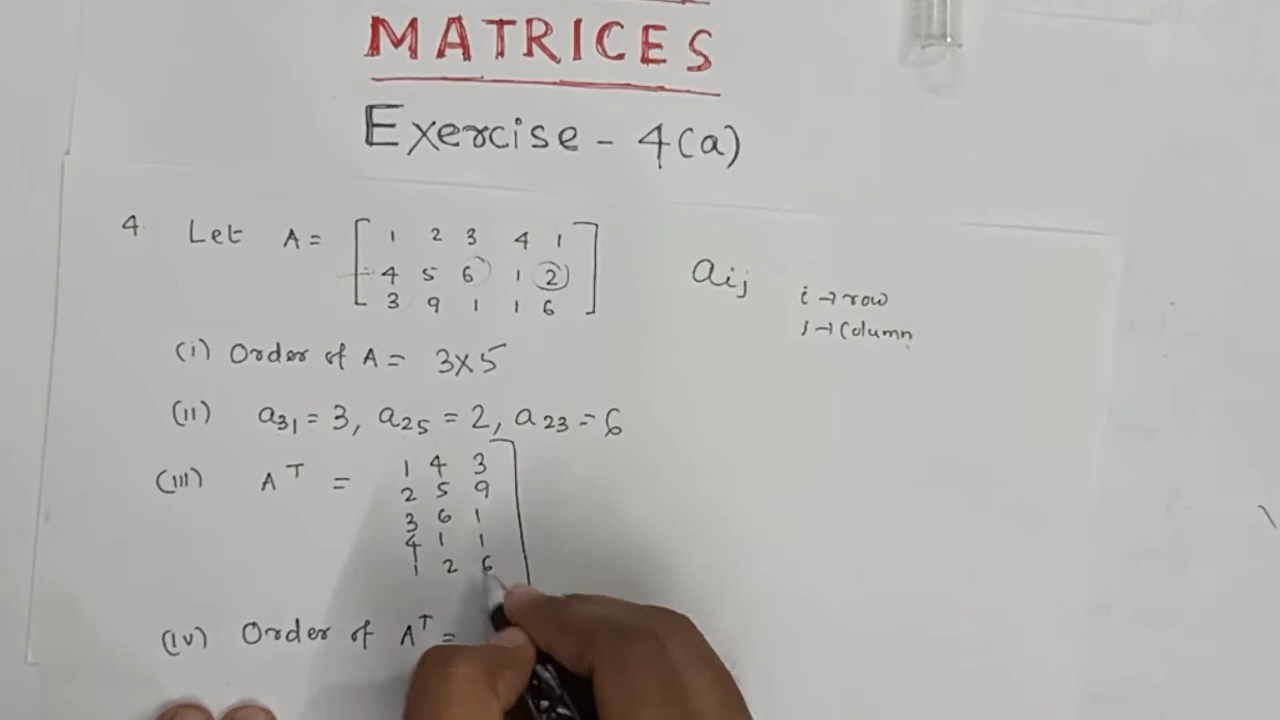 MATRICES
Exercise - 4(a)
4. Let A = [ 1 2 3 4 1
4 5 6 1 2
3 9 1 1 6 ]
aij
i → row
j → Column
(i) Order of A = 3×5
(ii) a31 = 3, a25 = 2, a23 = 6
(iii) A^T = 1 4 3
2 5 9
3 6 1
4 1 1
1 2 6 ]
(iv) Order of A^T =